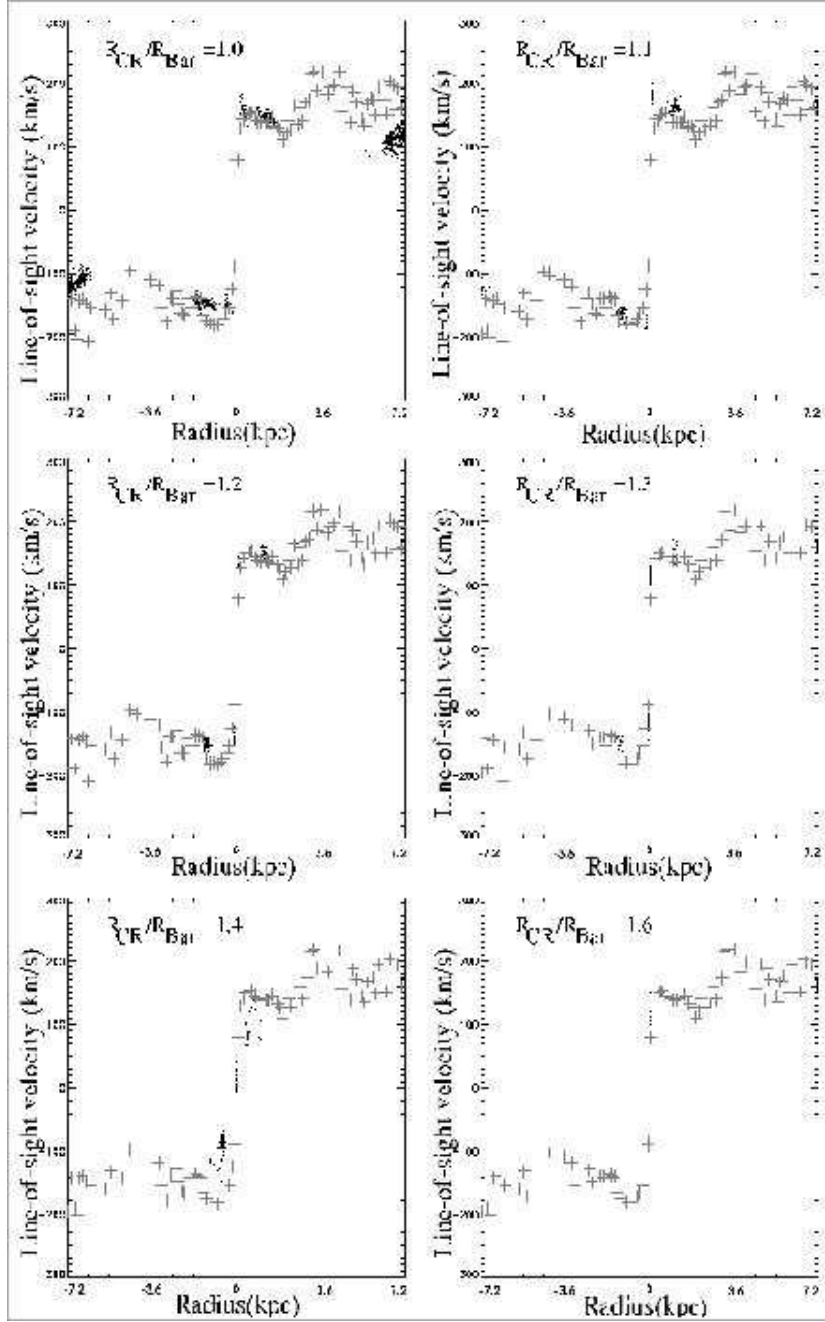 R_CR/R_Bar =1.0
Line-of-sight velocity (km/s)
-7.2 -3.6 0 3.6 7.2
Radius(kpc)
R_CR/R_Bar =1.1
Line-of-sight velocity (km/s)
-7.2 -3.6 0 3.6 7.2
Radius(kpc)
R_CR/R_Bar =1.2
Line-of-sight velocity (km/s)
-7.2 -3.6 0 3.6 7.2
Radius(kpc)
R_CR/R_Bar =1.3
Line-of-sight velocity (km/s)
-7.2 -3.6 0 3.6 7.2
Radius(kpc)
R_CR/R_Bar 1.4
Line-of-sight velocity (km/s)
-7.2 -3.6 0 3.6 7.2
Radius(kpc)
R_CR/R_Bar 1.6
Line-of-sight velocity (km/s)
-7.2 -3.6 0 3.6 7.2
Radius(kpc)